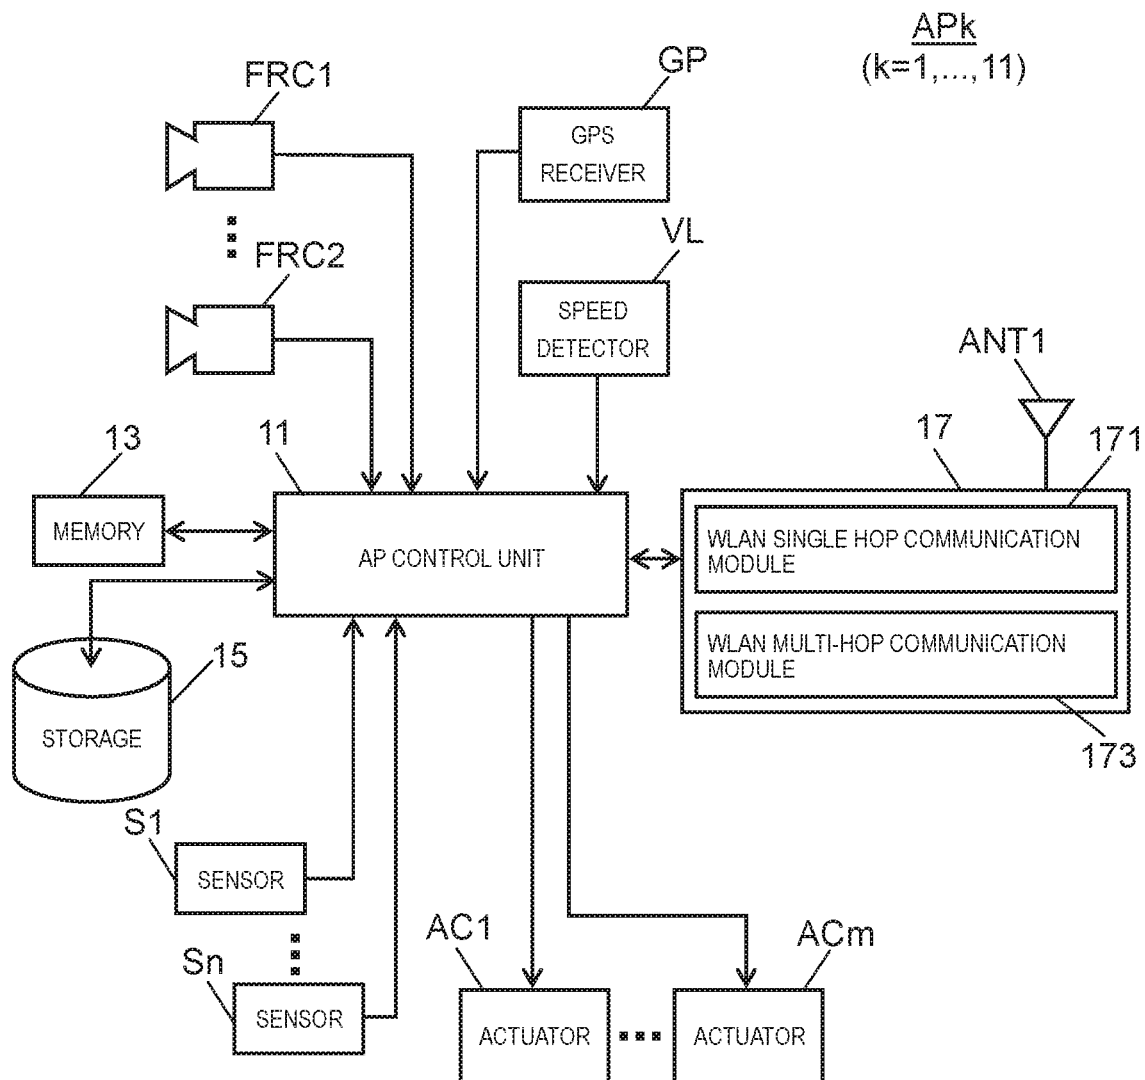 APk
(k=1,...,11)
FRC1
GP
GPS
RECEIVER
FRC2
VL
SPEED
DETECTOR
ANT1
13
11
17
171
MEMORY
AP CONTROL UNIT
WLAN SINGLE HOP COMMUNICATION
MODULE
WLAN MULTI-HOP COMMUNICATION
MODULE
15
STORAGE
173
S1
SENSOR
Sn
SENSOR
AC1
ACm
ACTUATOR
ACTUATOR